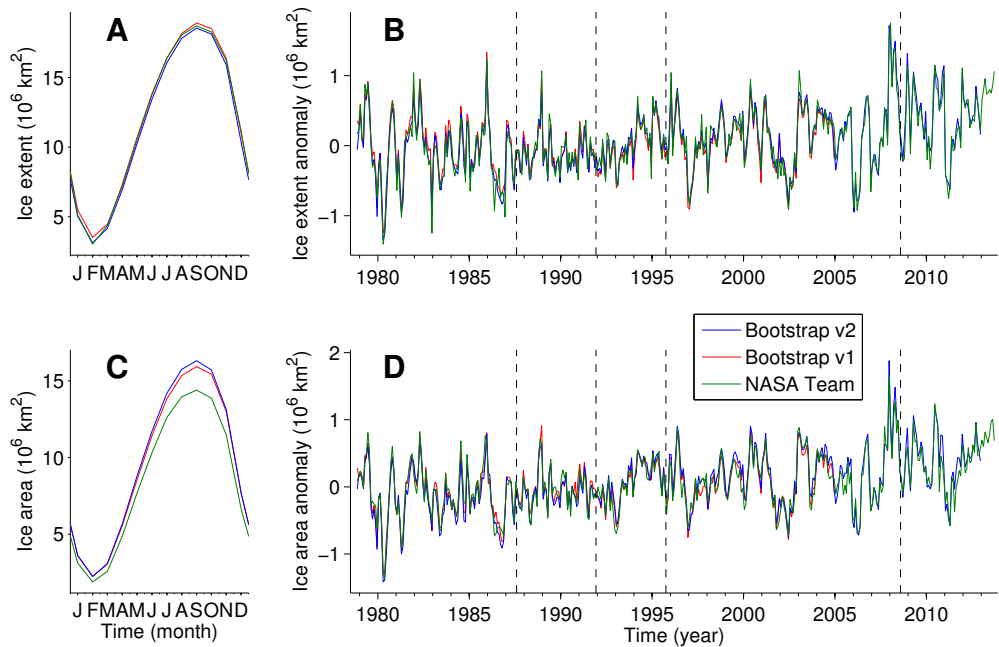 A
Ice extent (10⁶ km²)
15
10
5
J FMAMJ J A SOND
B
Ice extent anomaly (10⁶ km²)
1
0
−1
1980 1985 1990 1995 2000 2005 2010
C
Ice area (10⁶ km²)
15
10
5
J FMAMJ J A SOND
Time (month)
D
Ice area anomaly (10⁶ km²)
2
1
0
−1
1980 1985 1990 1995 2000 2005 2010
Time (year)
Bootstrap v2
Bootstrap v1
NASA Team